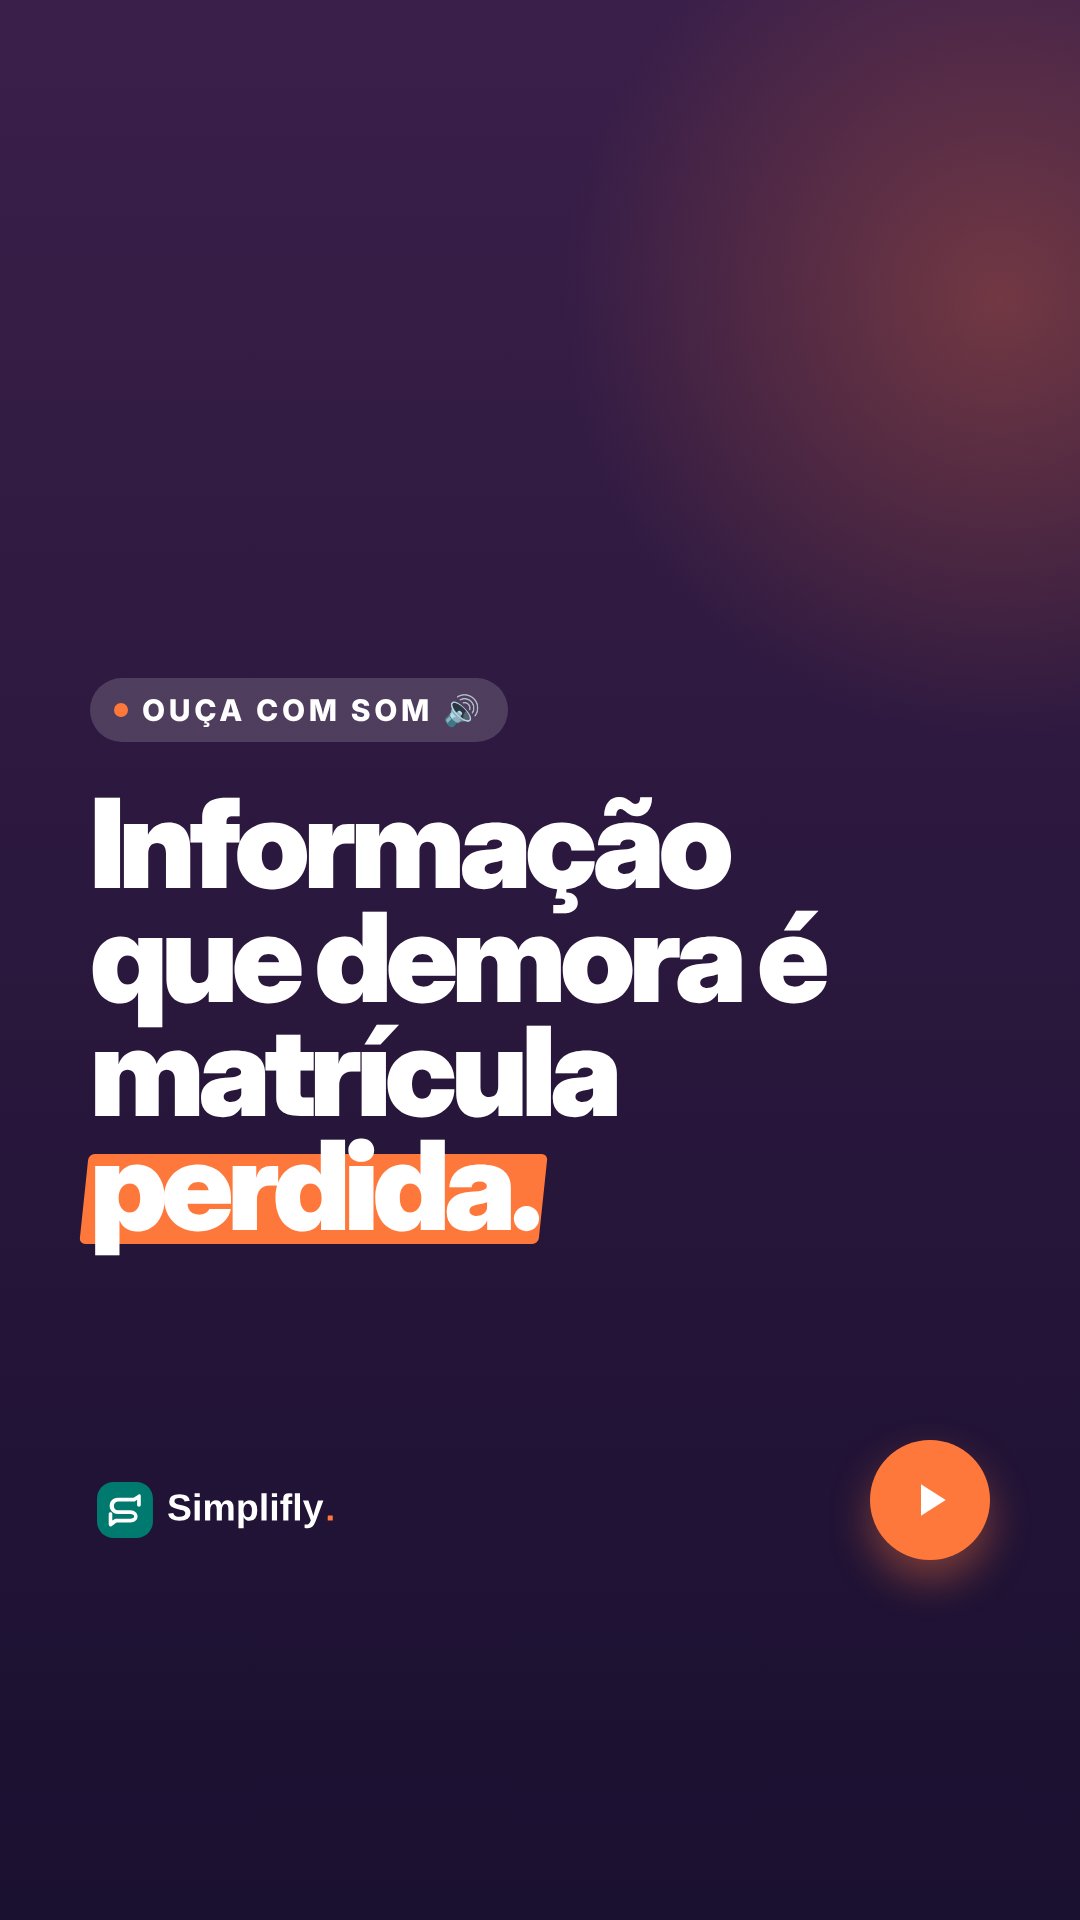 OUÇA COM SOM 🔊
Informação
que demora é
matrícula
perdida.
Simplifly.